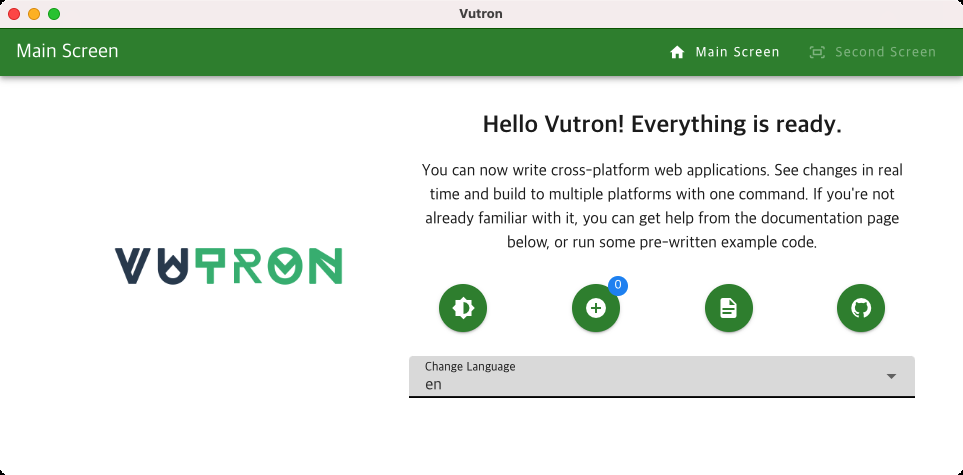 Vutron
Main Screen
Main Screen
Second Screen
Hello Vutron! Everything is ready.
You can now write cross-platform web applications. See changes in real
time and build to multiple platforms with one command. If you're not
already familiar with it, you can get help from the documentation page
below, or run some pre-written example code.
VUTRON
0
Change Language
en